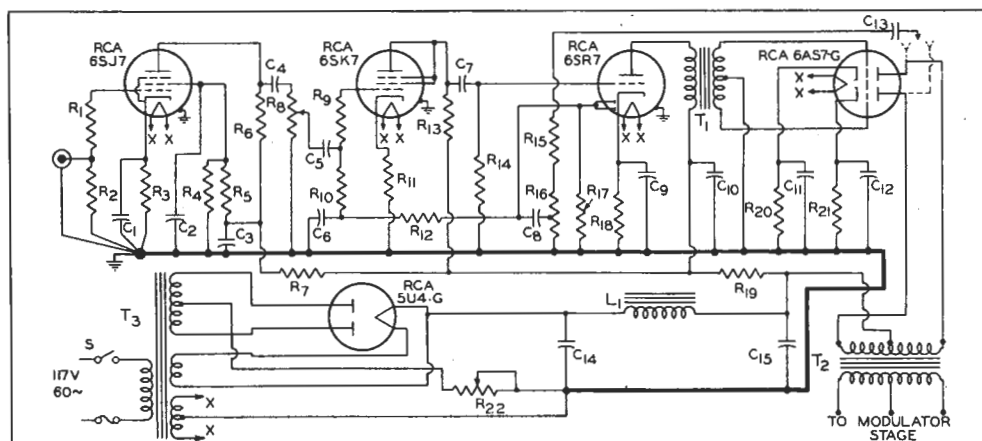 RCA
6SJ7
RCA
6SK7
RCA
6SR7
RCA 6AS7-G
C13
C4
C7
R1
R8
R9
R6
R13
T1
X
X
X X
X X
X X
C5
R15
R14
R2
R3
R4
R5
R10
R11
R16
R17
R18
C9
C10
C11
C12
R20
R21
C1
C2
C3
C6
R12
C8
R7
RCA
5U4-G
R19
L1
T3
S
C14
C15
T2
117V
60~
R22
X
X
TO MODULATOR
STAGE